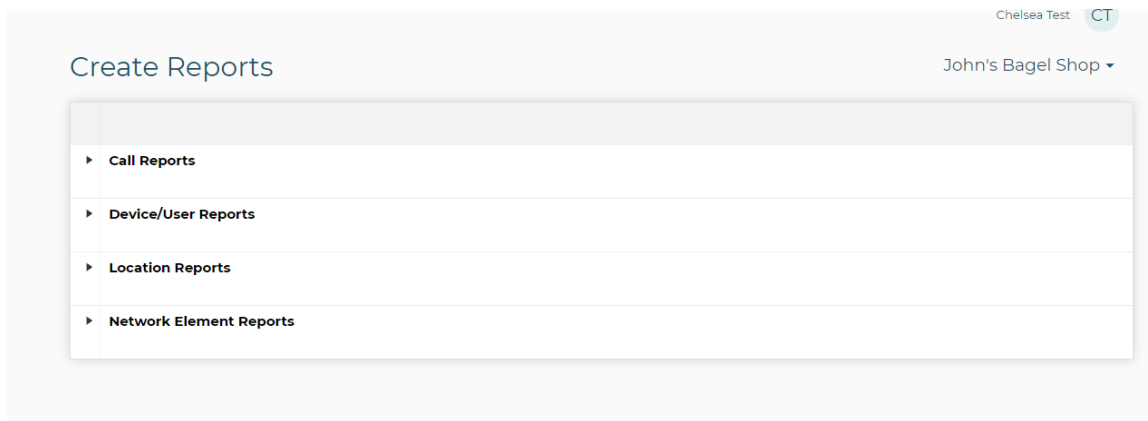 Chelsea Test CT
Create Reports
John's Bagel Shop
Call Reports
Device/User Reports
Location Reports
Network Element Reports